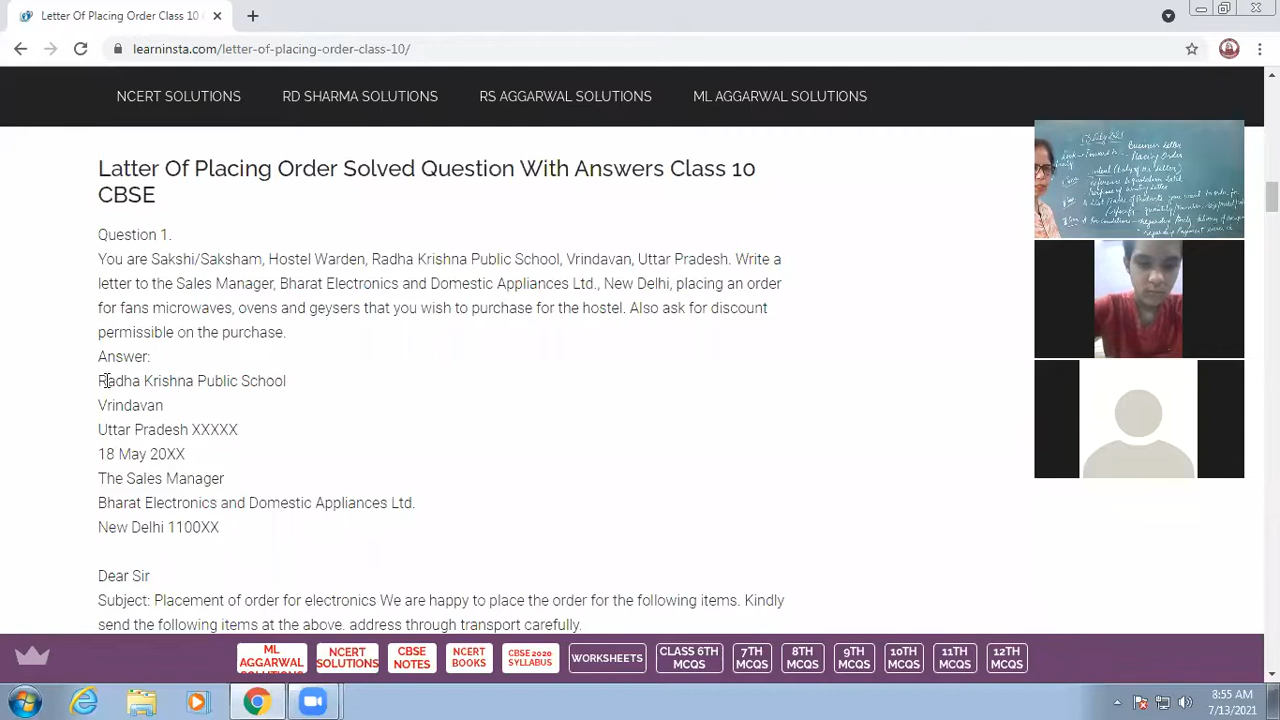 Letter Of Placing Order Class 10
learninsta.com/letter-of-placing-order-class-10/
NCERT SOLUTIONS
RD SHARMA SOLUTIONS
RS AGGARWAL SOLUTIONS
ML AGGARWAL SOLUTIONS
Latter Of Placing Order Solved Question With Answers Class 10
CBSE
Question 1.
You are Sakshi/Saksham, Hostel Warden, Radha Krishna Public School, Vrindavan, Uttar Pradesh. Write a
letter to the Sales Manager, Bharat Electronics and Domestic Appliances Ltd., New Delhi, placing an order
for fans microwaves, ovens and geysers that you wish to purchase for the hostel. Also ask for discount
permissible on the purchase.
Answer:
Radha Krishna Public School
Vrindavan
Uttar Pradesh XXXXX
18 May 20XX
The Sales Manager
Bharat Electronics and Domestic Appliances Ltd.
New Delhi 1100XX
Dear Sir
Subject: Placement of order for electronics We are happy to place the order for the following items. Kindly
send the following items at the above. address through transport carefully.
Business Letter
Placing Order
ML
AGGARWAL
SOLUTIONS
NCERT
SOLUTIONS
CBSE
NOTES
NCERT
BOOKS
CBSE 2020
SYLLABUS
WORKSHEETS
CLASS 6TH
MCQS
7TH
MCQS
8TH
MCQS
9TH
MCQS
10TH
MCQS
11TH
MCQS
12TH
MCQS
8:55 AM
7/13/2021